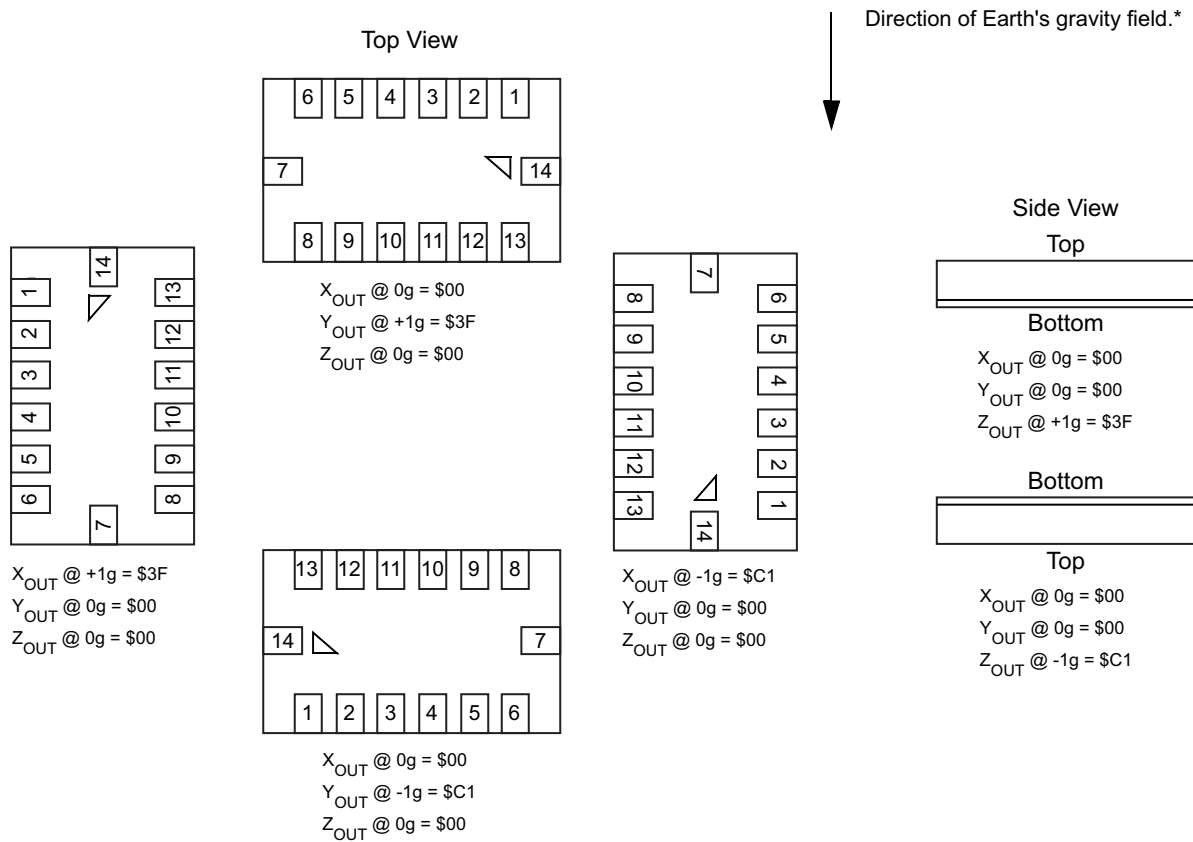 Direction of Earth's gravity field.*
Top View
6 5 4 3 2 1
7 14
8 9 10 11 12 13
XOUT @ 0g = $00
YOUT @ +1g = $3F
ZOUT @ 0g = $00
14
1 13
2 12
3 11
4 10
5 9
6 8
7
XOUT @ +1g = $3F
YOUT @ 0g = $00
ZOUT @ 0g = $00
13 12 11 10 9 8
14 7
1 2 3 4 5 6
XOUT @ 0g = $00
YOUT @ -1g = $C1
ZOUT @ 0g = $00
7
8 6
9 5
10 4
11 3
12 2
13 1
14
XOUT @ -1g = $C1
YOUT @ 0g = $00
ZOUT @ 0g = $00
Side View
Top
Bottom
XOUT @ 0g = $00
YOUT @ 0g = $00
ZOUT @ +1g = $3F
Bottom
Top
XOUT @ 0g = $00
YOUT @ 0g = $00
ZOUT @ -1g = $C1